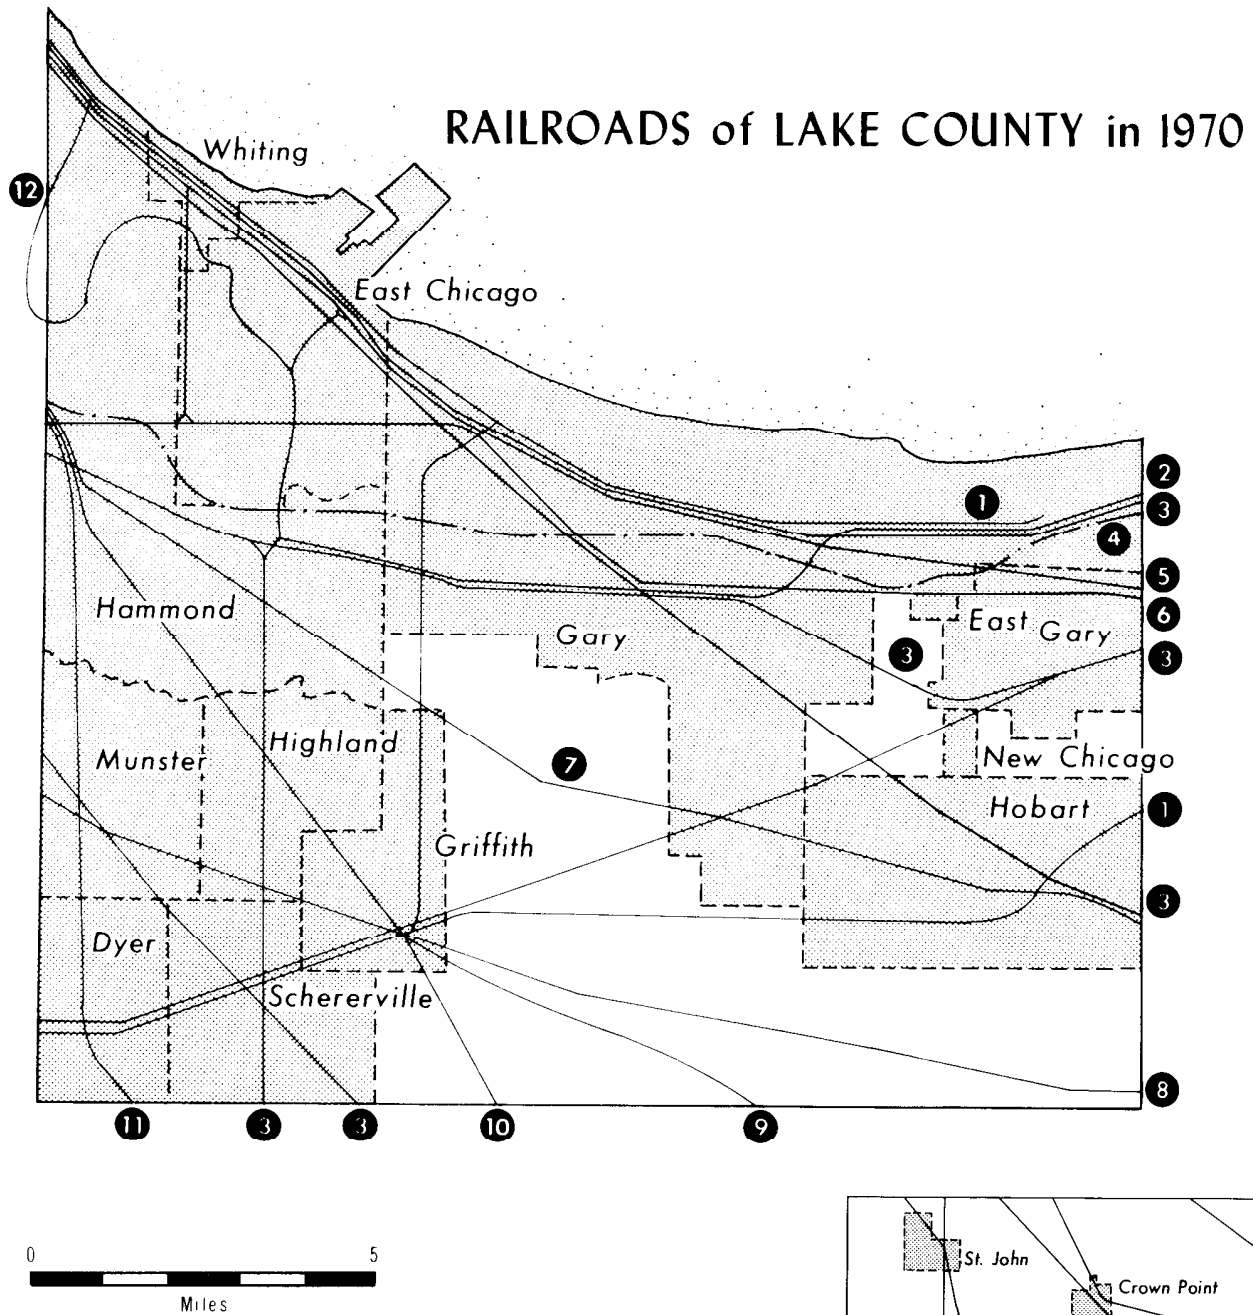 RAILROADS of LAKE COUNTY in 1970
Whiting
12
East Chicago
2
1
3
4
5
Hammond
East Gary
6
Gary
3
3
Munster
Highland
7
New Chicago
Hobart
1
Griffith
3
Dyer
Schererville
8
11
3
3
10
9
0
5
Miles
St. John
Crown Point